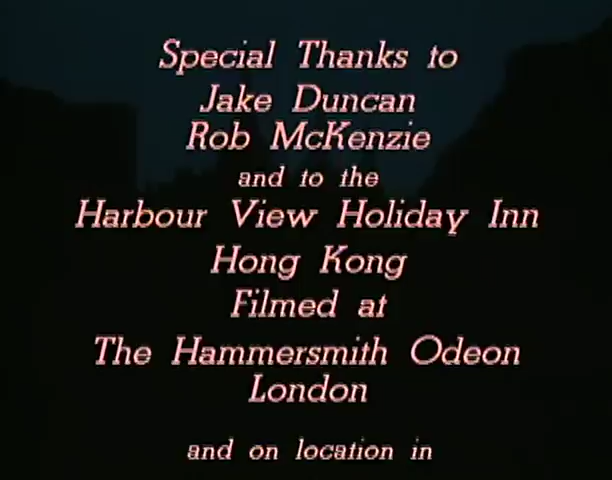 Special Thanks to
Jake Duncan
Rob McKenzie
and to the
Harbour View Holiday Inn
Hong Kong
Filmed at
The Hammersmith Odeon
London
and on location in